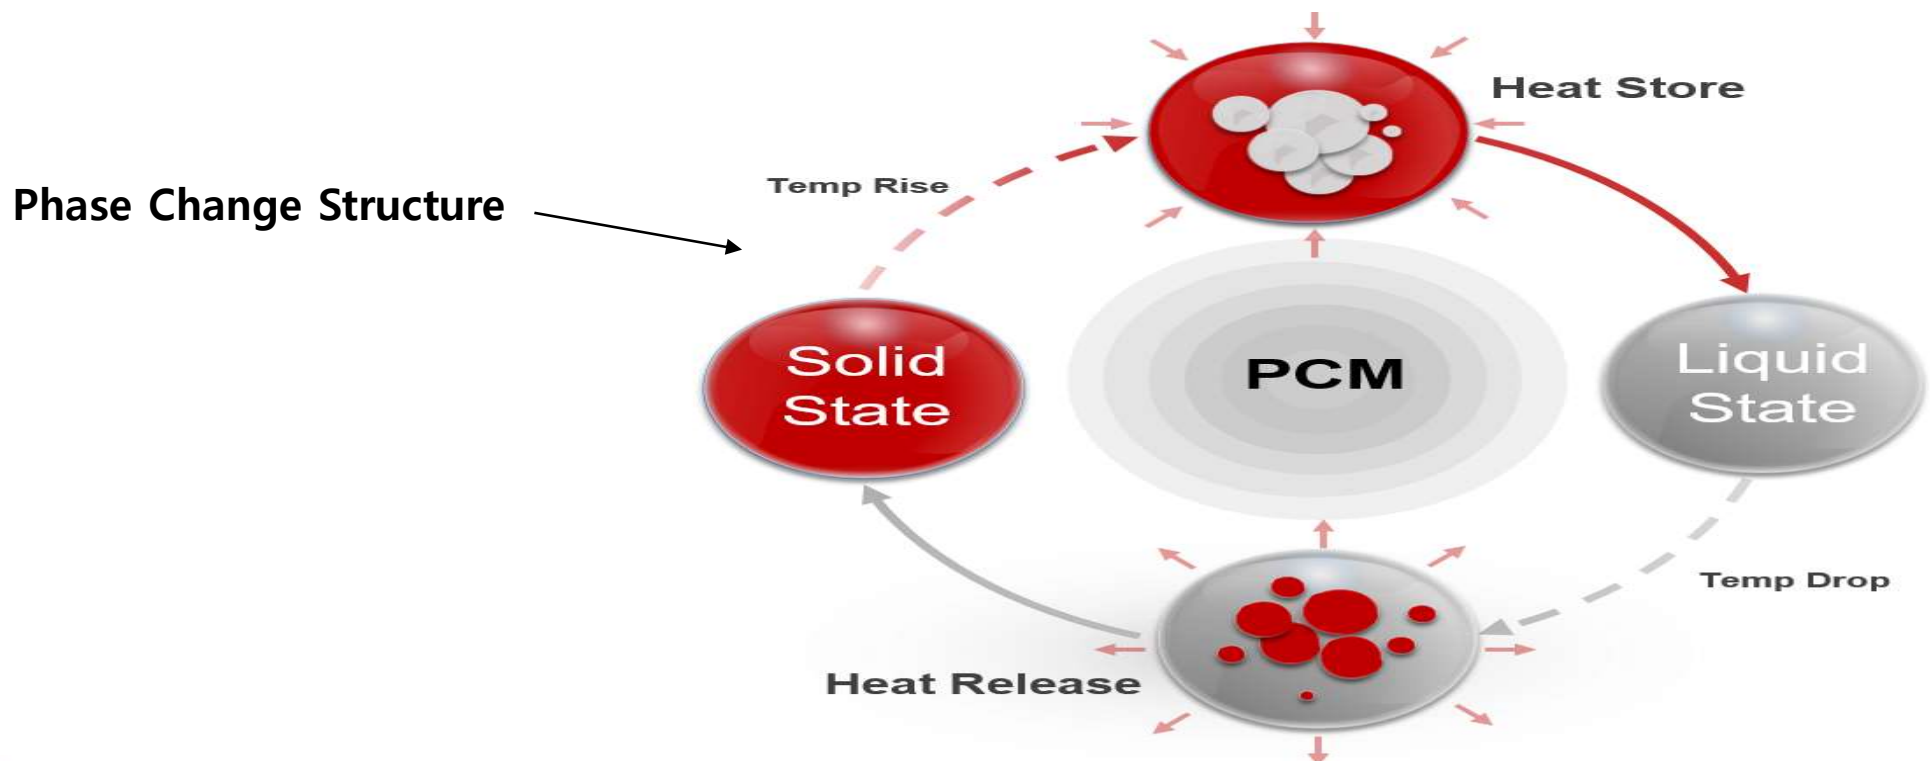 Heat Store
Temp Rise
Phase Change Structure
Solid
State
PCM
Liquid
State
Temp Drop
Heat Release